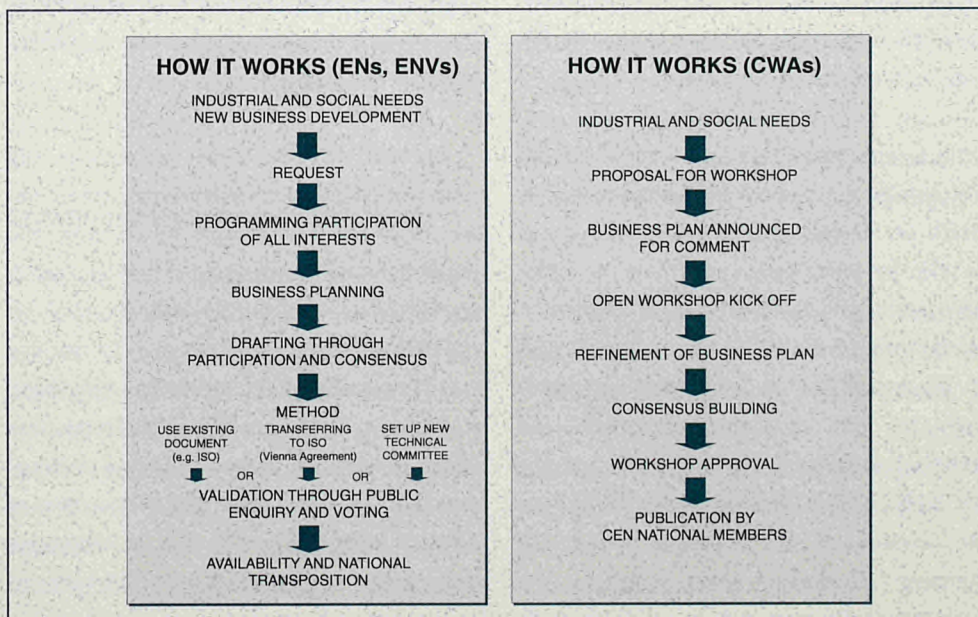 HOW IT WORKS (ENs, ENVs)
INDUSTRIAL AND SOCIAL NEEDS
NEW BUSINESS DEVELOPMENT
REQUEST
PROGRAMMING PARTICIPATION
OF ALL INTERESTS
BUSINESS PLANNING
DRAFTING THROUGH
PARTICIPATION AND CONSENSUS
METHOD
USE EXISTING
DOCUMENT
(e.g. ISO)
TRANSFERRING
TO ISO
(Vienna Agreement)
SET UP NEW
TECHNICAL
COMMITTEE
OR
OR
VALIDATION THROUGH PUBLIC
ENQUIRY AND VOTING
AVAILABILITY AND NATIONAL
TRANSPOSITION
HOW IT WORKS (CWAs)
INDUSTRIAL AND SOCIAL NEEDS
PROPOSAL FOR WORKSHOP
BUSINESS PLAN ANNOUNCED
FOR COMMENT
OPEN WORKSHOP KICK OFF
REFINEMENT OF BUSINESS PLAN
CONSENSUS BUILDING
WORKSHOP APPROVAL
PUBLICATION BY
CEN NATIONAL MEMBERS